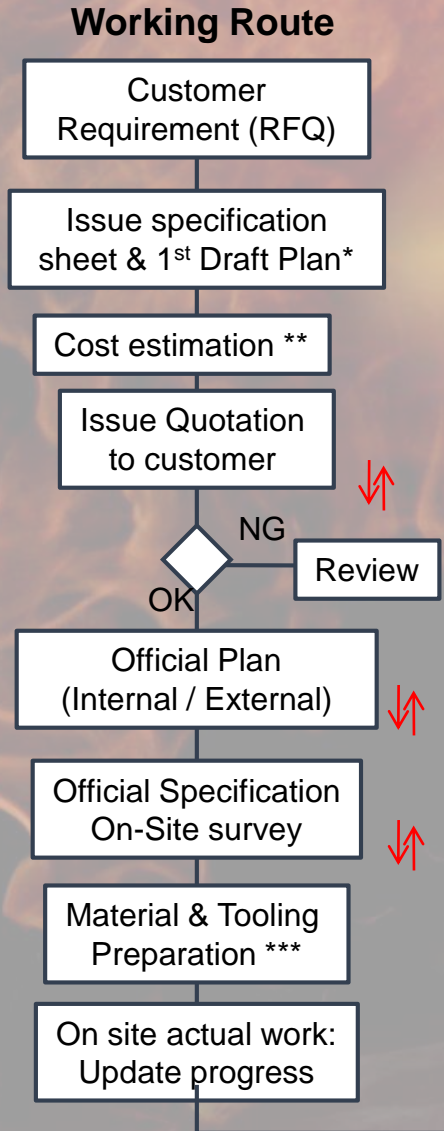 Working Route
Customer
Requirement (RFQ)
Issue specification
sheet & 1st Draft Plan*
Cost estimation **
Issue Quotation
to customer
NG
Review
OK
Official Plan
(Internal / External)
Official Specification
On-Site survey
Material & Tooling
Preparation ***
On site actual work:
Update progress